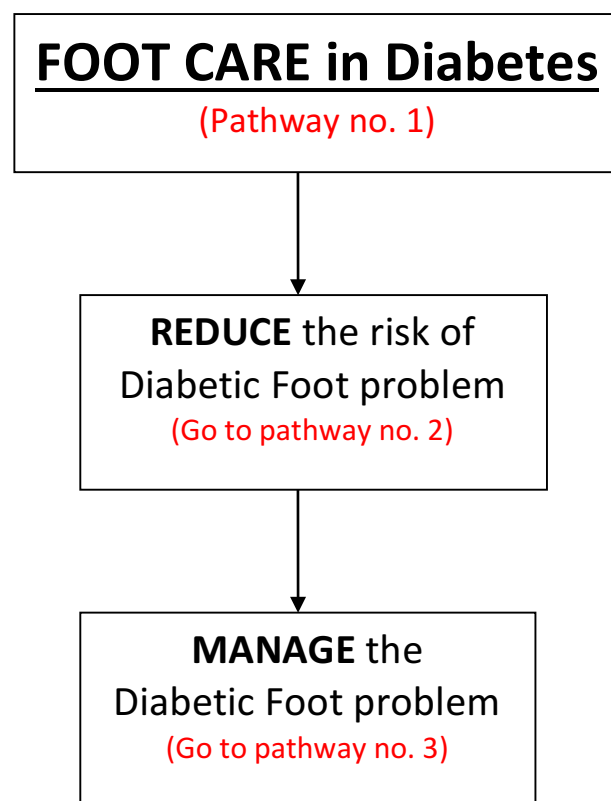 FOOT CARE in Diabetes
(Pathway no. 1)
REDUCE the risk of
Diabetic Foot problem
(Go to pathway no. 2)
MANAGE the
Diabetic Foot problem
(Go to pathway no. 3)